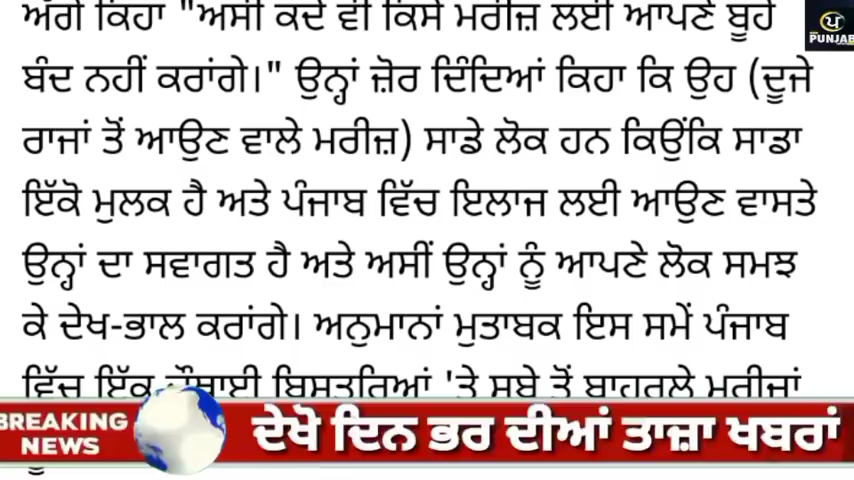 ਅੱਗੇ ਕਿਹਾ "ਅਸੀਂ ਕਦੇ ਵੀ ਕਿਸੇ ਮਰੀਜ਼ ਲਈ ਆਪਣੇ ਬੂਹੇ
ਬੰਦ ਨਹੀਂ ਕਰਾਂਗੇ।" ਉਨ੍ਹਾਂ ਜ਼ੋਰ ਦਿੰਦਿਆਂ ਕਿਹਾ ਕਿ ਉਹ (ਦੂਜੇ
ਰਾਜਾਂ ਤੋਂ ਆਉਣ ਵਾਲੇ ਮਰੀਜ਼) ਸਾਡੇ ਲੋਕ ਹਨ ਕਿਉਂਕਿ ਸਾਡਾ
ਇੱਕੋ ਮੁਲਕ ਹੈ ਅਤੇ ਪੰਜਾਬ ਵਿੱਚ ਇਲਾਜ ਲਈ ਆਉਣ ਵਾਸਤੇ
ਉਨ੍ਹਾਂ ਦਾ ਸਵਾਗਤ ਹੈ ਅਤੇ ਅਸੀਂ ਉਨ੍ਹਾਂ ਨੂੰ ਆਪਣੇ ਲੋਕ ਸਮਝ
ਕੇ ਦੇਖ-ਭਾਲ ਕਰਾਂਗੇ। ਅਨੁਮਾਨਾਂ ਮੁਤਾਬਕ ਇਸ ਸਮੇਂ ਪੰਜਾਬ
ਵਿੱਚ ਇੱਕ ਚੌਥਾਈ ਬਿਸਤਰਿਆਂ 'ਤੇ ਸੂਬੇ ਤੋਂ ਬਾਹਰਲੇ ਮਰੀਜ਼ਾਂ
ਪ
PUNJAB
BREAKING
NEWS
ਦੇਖੋ ਦਿਨ ਭਰ ਦੀਆਂ ਤਾਜ਼ਾ ਖਬਰਾਂ